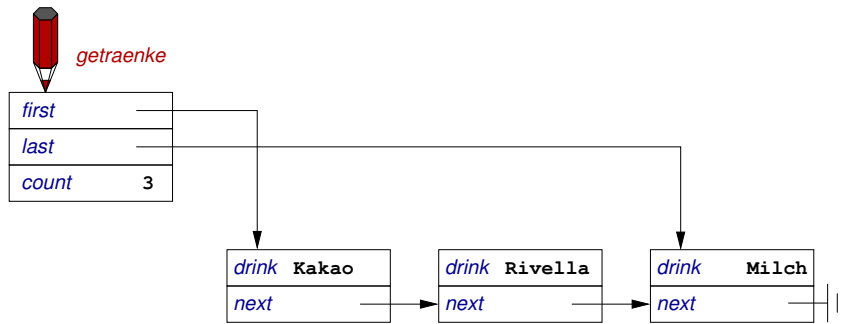 getraenke
first
last
count 3
drink Kakao drink Rivella drink Milch
next next next